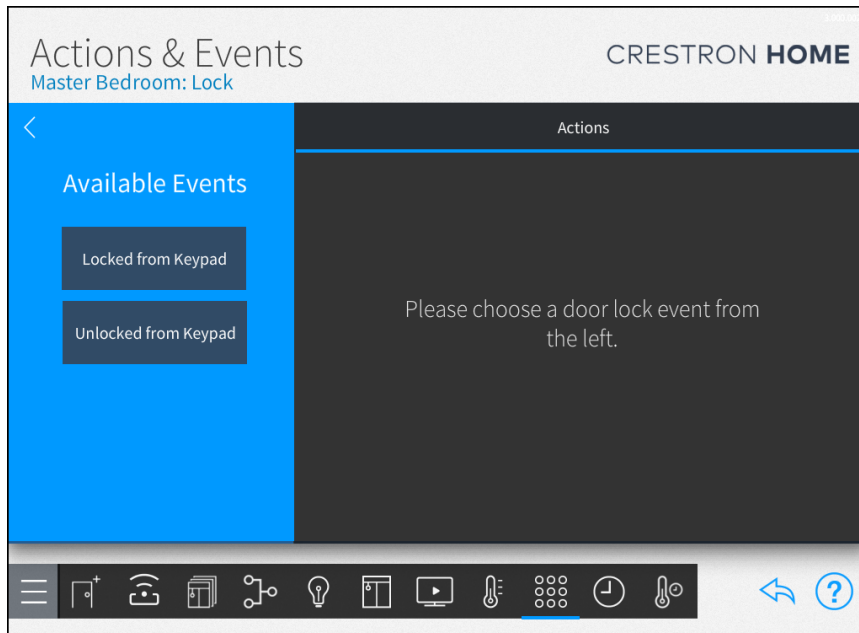 Actions & Events
CRESTRON HOME
Master Bedroom: Lock
Actions
Available Events
Locked from Keypad
Unlocked from Keypad
Please choose a door lock event from
the left.
?